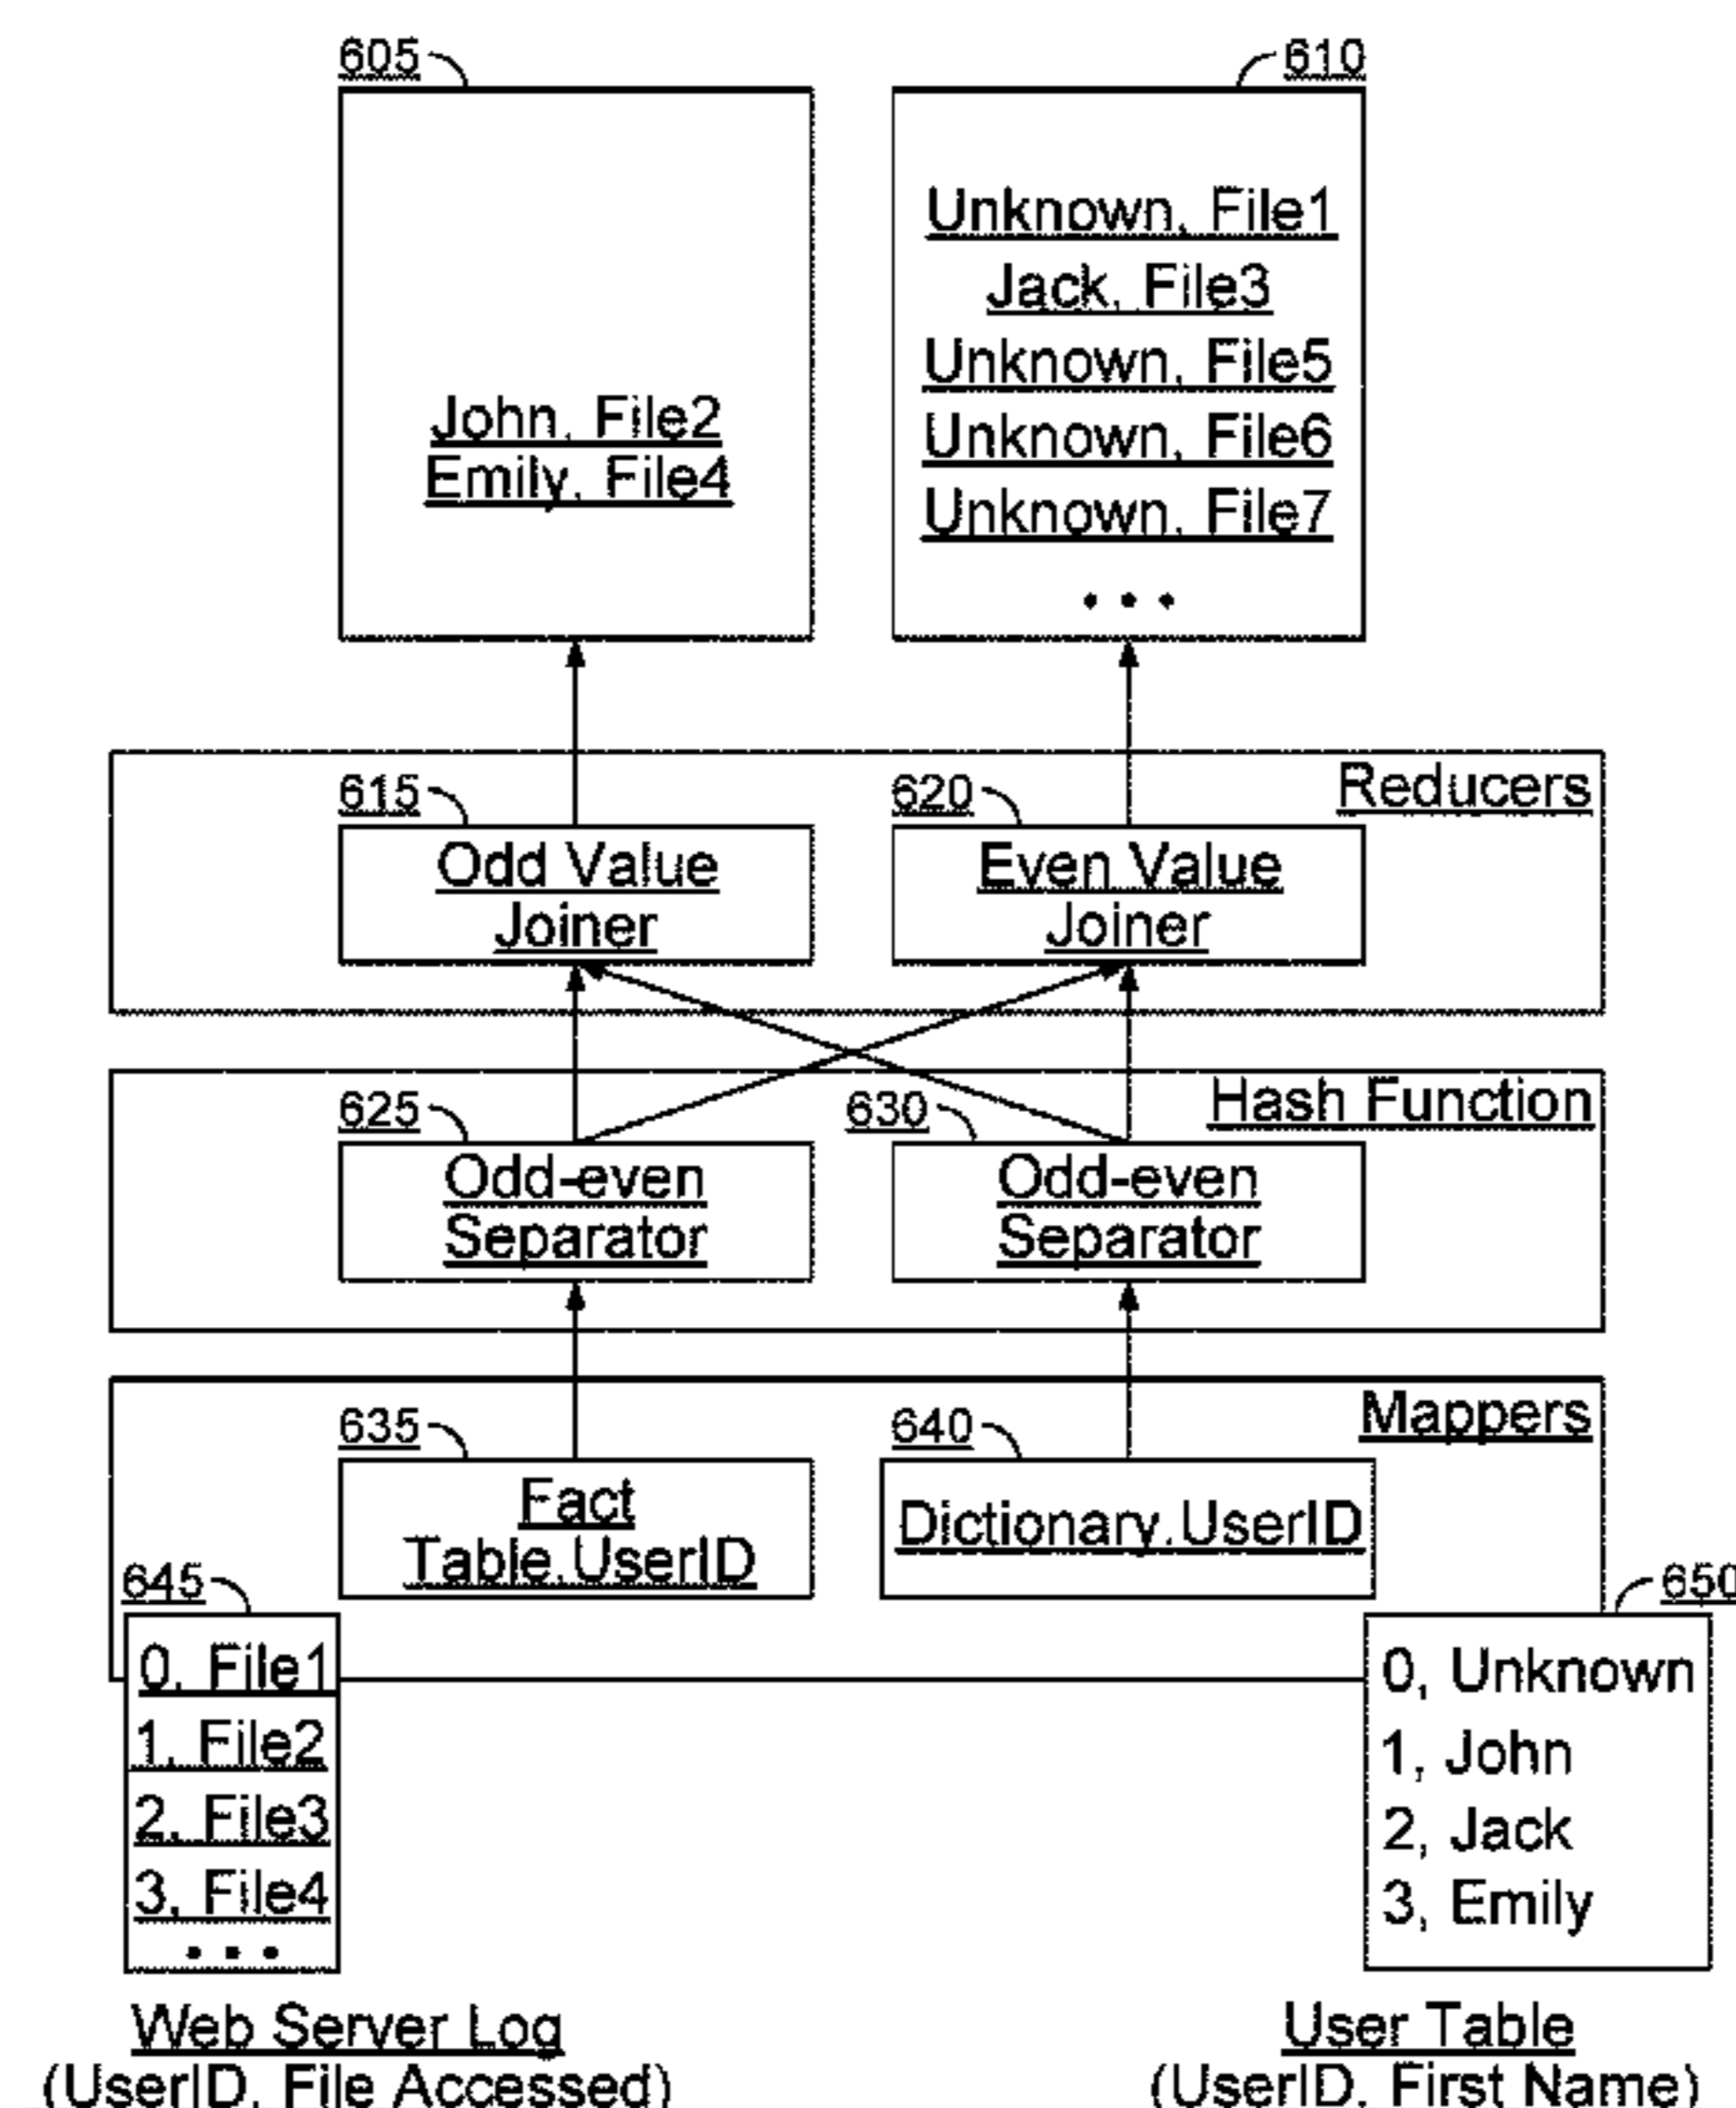 605
610
Unknown, File1
Jack, File3
Unknown, File5
John, File2
Unknown, File6
Emily, File4
Unknown, File7
• • •
Reducers
615
620
Odd Value
Joiner
Even Value
Joiner
Hash Function
625
630
Odd-even
Separator
Odd-even
Separator
Mappers
635
640
Fact
Table.UserID
Dictionary.UserID
645
650
0, File1
1, File2
2, File3
3, File4
• • •
0, Unknown
1, John
2, Jack
3, Emily
Web Server Log
(UserID, File Accessed)
User Table
(UserID, First Name)